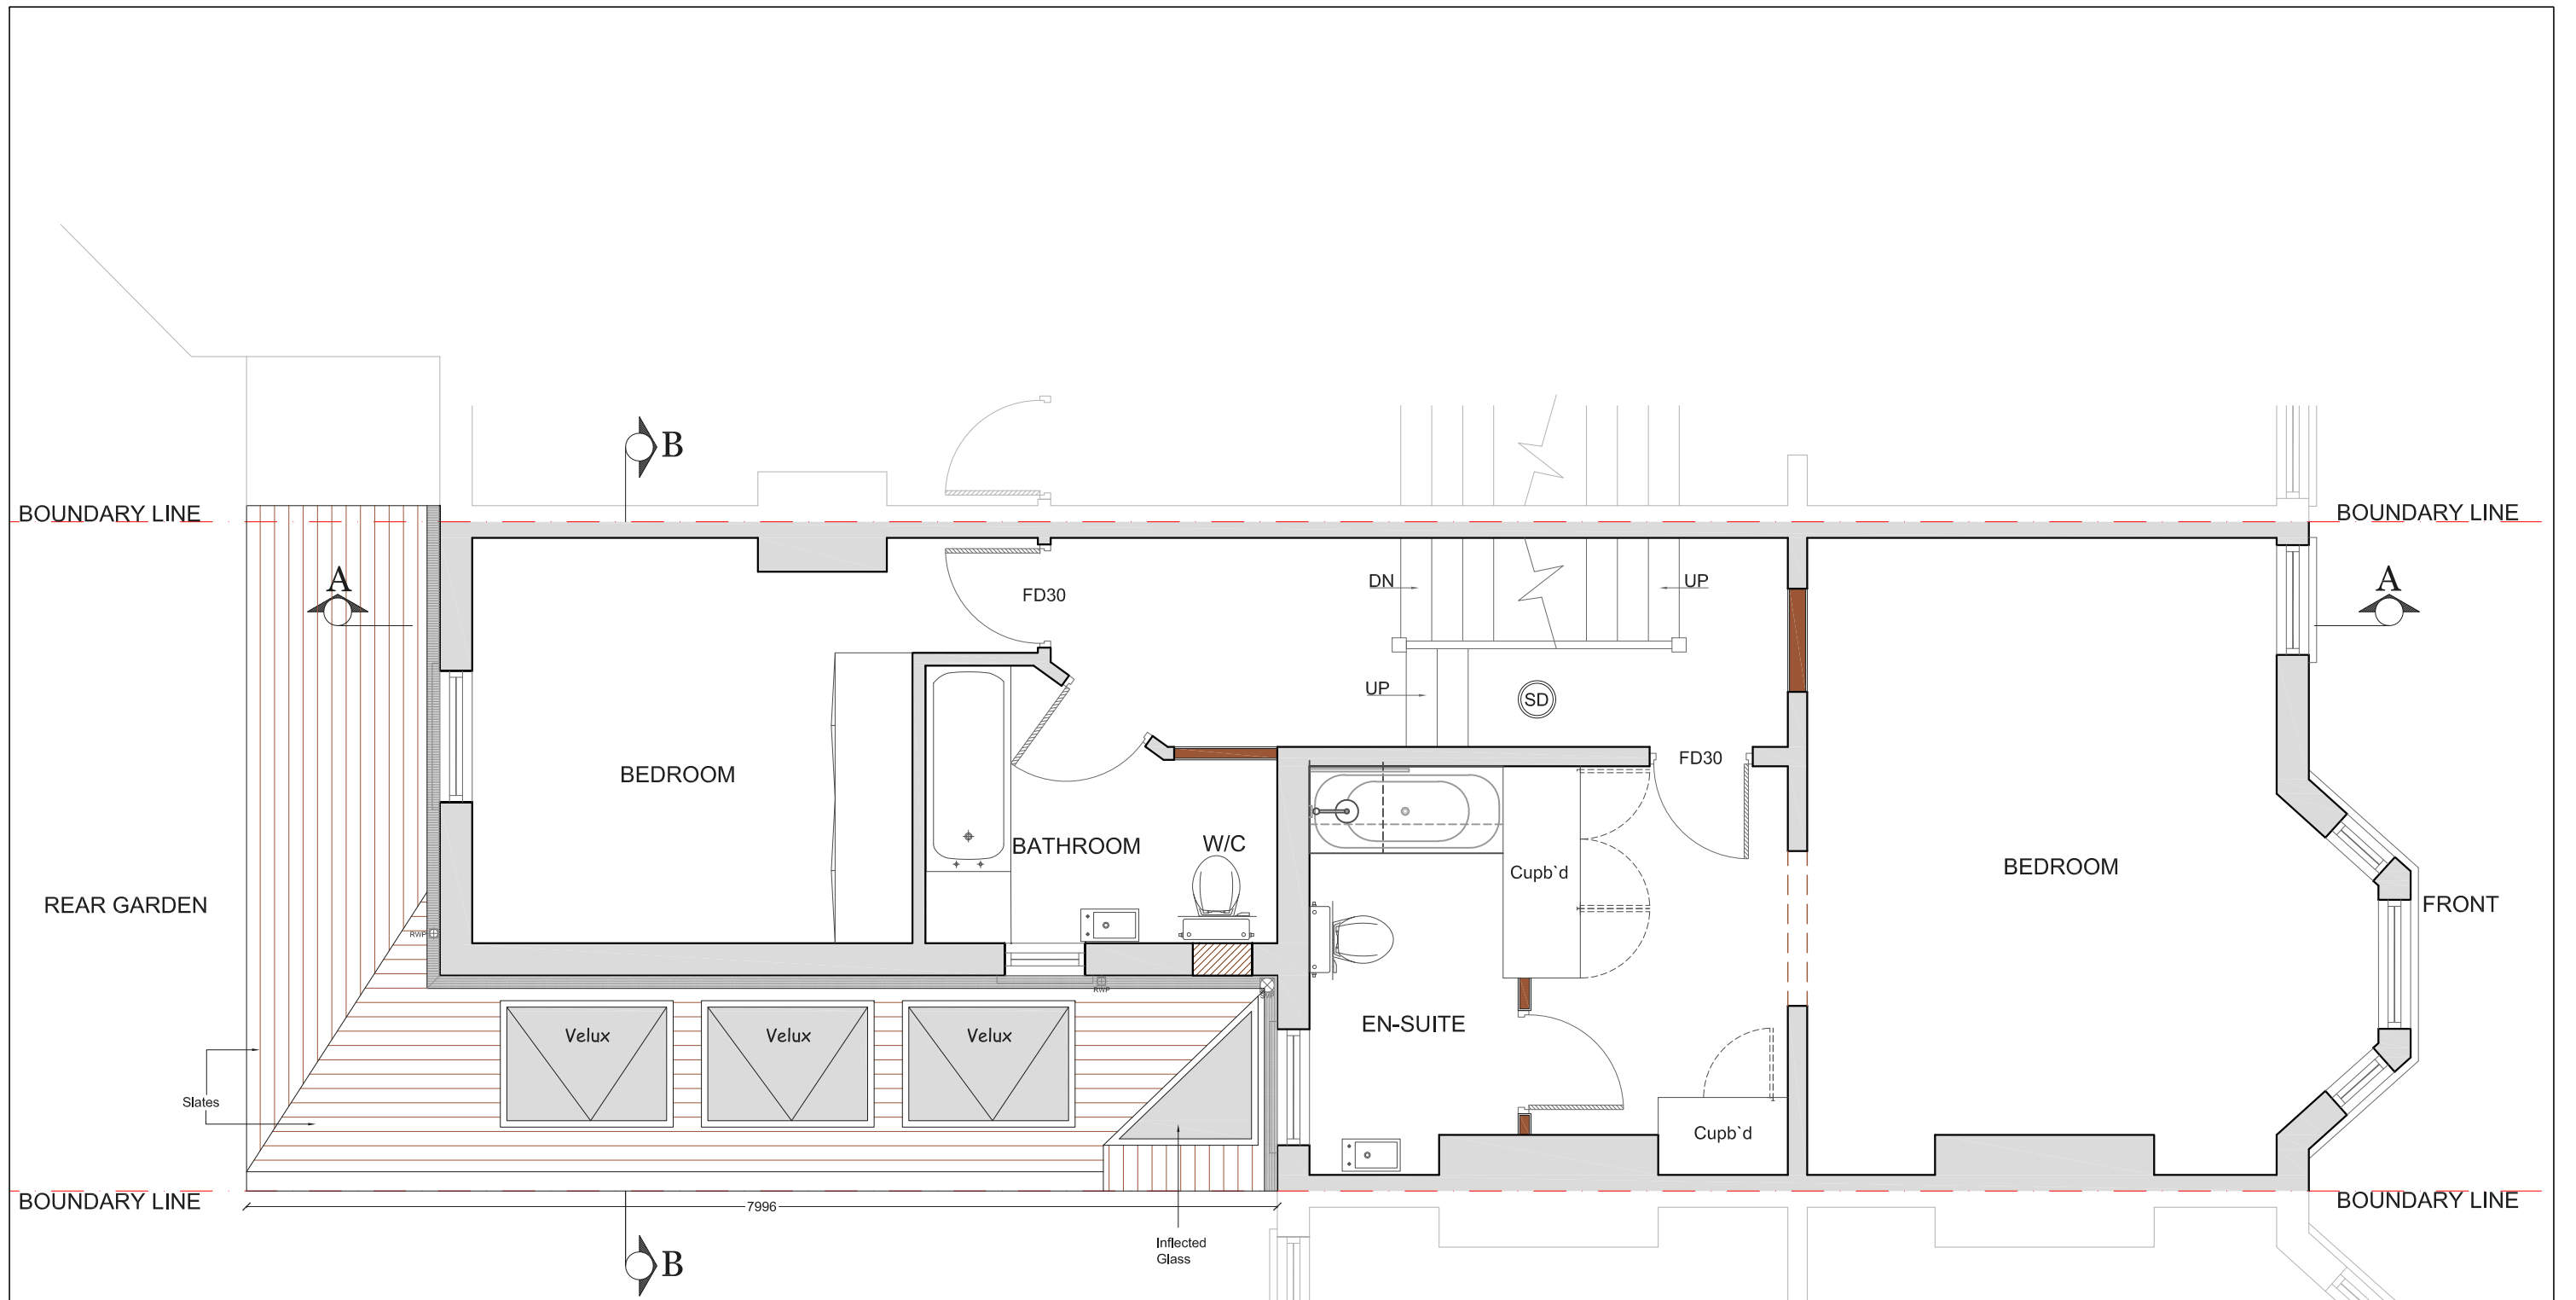 B
BOUNDARY LINE
BOUNDARY LINE
A
FD30
DN
UP
A
UP
SD
FD30
BEDROOM
BATHROOM
W/C
Cupb`d
BEDROOM
REAR GARDEN
FRONT
RWP
RWP
EN-SUITE
Velux
Velux
Velux
Slates
Cupb`d
BOUNDARY LINE
BOUNDARY LINE
7996
Inflected
Glass
B